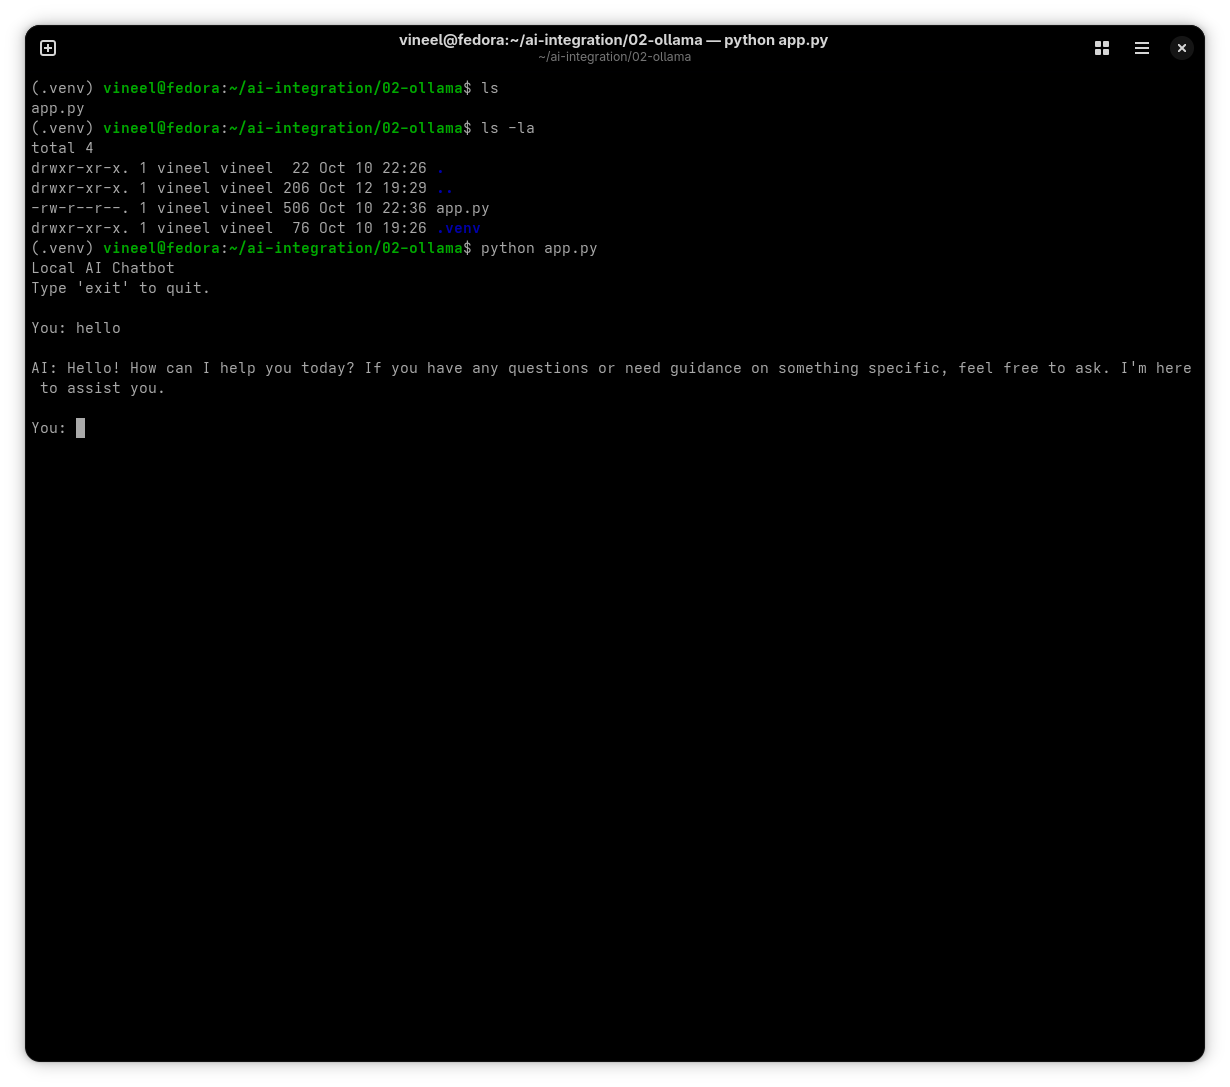 vineel@fedora:~/ai-integration/02-ollama — python app.py
~/ai-integration/02-ollama
(.venv) vineel@fedora:~/ai-integration/02-ollama$ ls
app.py
(.venv) vineel@fedora:~/ai-integration/02-ollama$ ls -la
total 4
drwxr-xr-x. 1 vineel vineel  22 Oct 10 22:26 .
drwxr-xr-x. 1 vineel vineel 206 Oct 12 19:29 ..
-rw-r--r--. 1 vineel vineel 506 Oct 10 22:36 app.py
drwxr-xr-x. 1 vineel vineel  76 Oct 10 19:26 .venv
(.venv) vineel@fedora:~/ai-integration/02-ollama$ python app.py
Local AI Chatbot
Type 'exit' to quit.
You: hello
AI: Hello! How can I help you today? If you have any questions or need guidance on something specific, feel free to ask. I'm here
 to assist you.
You: